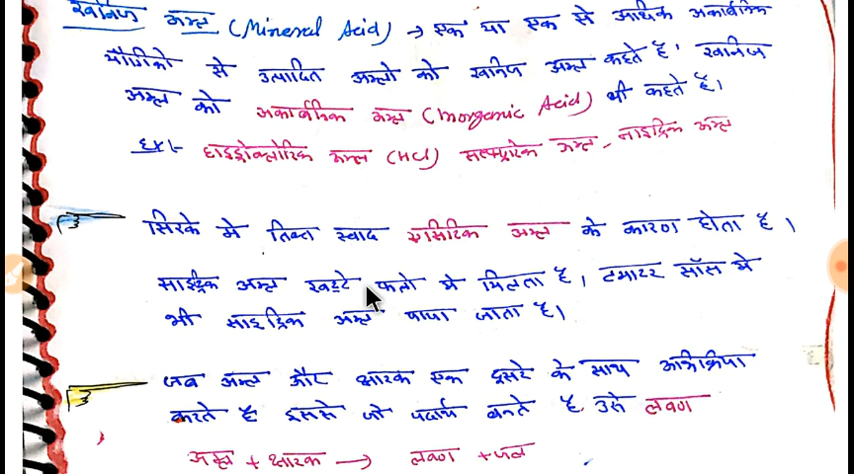 खनिज अम्ल (Mineral Acid) → एक या एक से अधिक अकार्बनिक
यौगिको से उत्पादित अम्लो को खनिज अम्ल कहते है। खनिज
अम्ल को अकार्बनिक अम्ल (Inorganic Acid) भी कहते है।
Ex:- हाइड्रोक्लोरिक अम्ल (HCl) सल्फ्यूरिक अम्ल, नाइट्रिक अम्ल
सिरके मे तिक्त स्वाद एसिटिक अम्ल के कारण होता है।
साइट्रिक अम्ल खट्टे फलो मे मिलता है, टमाटर सॉस मे
भी साइट्रिक अम्ल पाया जाता है।
जब अम्ल और क्षारक एक दूसरे के साथ अभिक्रिया
करते है इससे जो पदार्थ बनते है उसे लवण
अम्ल + क्षारक → लवण + जल